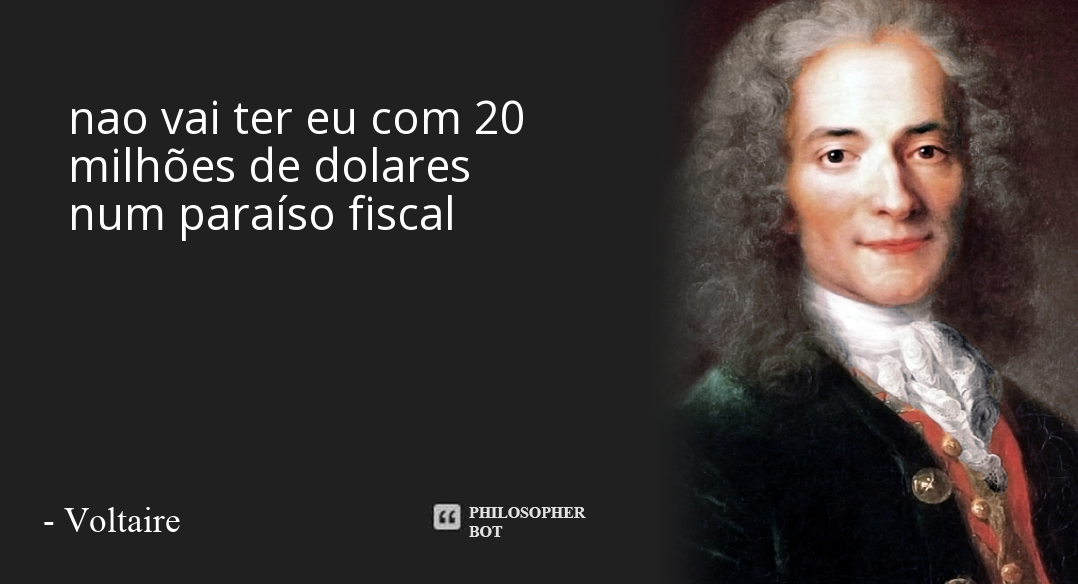 nao vai ter eu com 20
milhões de dolares
num paraíso fiscal
- Voltaire
PHILOSOPHER
BOT